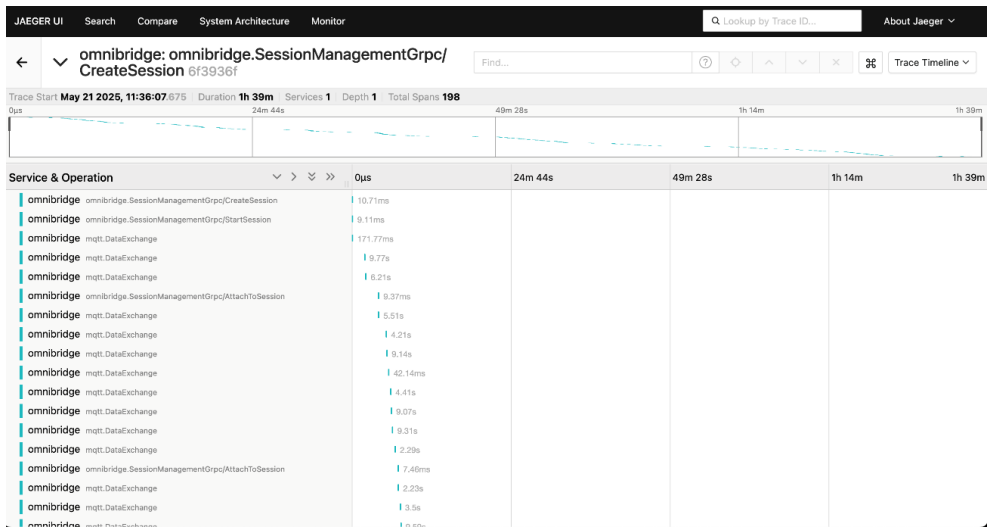 JAEGER UI Search Compare System Architecture Monitor Lookup by Trace ID... About Jaeger
omnibridge: omnibridge.SessionManagementGrpc/
CreateSession 6f3936f
Find...
Trace Timeline
Trace Start May 21 2025, 11:36:07.675 Duration 1h 39m Services 1 Depth 1 Total Spans 198
0μs 24m 44s 49m 28s 1h 14m 1h 39m
Service & Operation 0μs 24m 44s 49m 28s 1h 14m 1h 39m
omnibridge omnibridge.SessionManagementGrpc/CreateSession 10.71ms
omnibridge omnibridge.SessionManagementGrpc/StartSession 9.11ms
omnibridge mqtt.DataExchange 171.77ms
omnibridge mqtt.DataExchange 9.77s
omnibridge mqtt.DataExchange 6.21s
omnibridge omnibridge.SessionManagementGrpc/AttachToSession 9.37ms
omnibridge mqtt.DataExchange 5.51s
omnibridge mqtt.DataExchange 4.21s
omnibridge mqtt.DataExchange 9.14s
omnibridge mqtt.DataExchange 42.14ms
omnibridge mqtt.DataExchange 4.41s
omnibridge mqtt.DataExchange 9.07s
omnibridge mqtt.DataExchange 9.31s
omnibridge mqtt.DataExchange 2.29s
omnibridge omnibridge.SessionManagementGrpc/AttachToSession 7.46ms
omnibridge mqtt.DataExchange 2.23s
omnibridge mqtt.DataExchange 3.5s
omnibridge mqtt.DataExchange